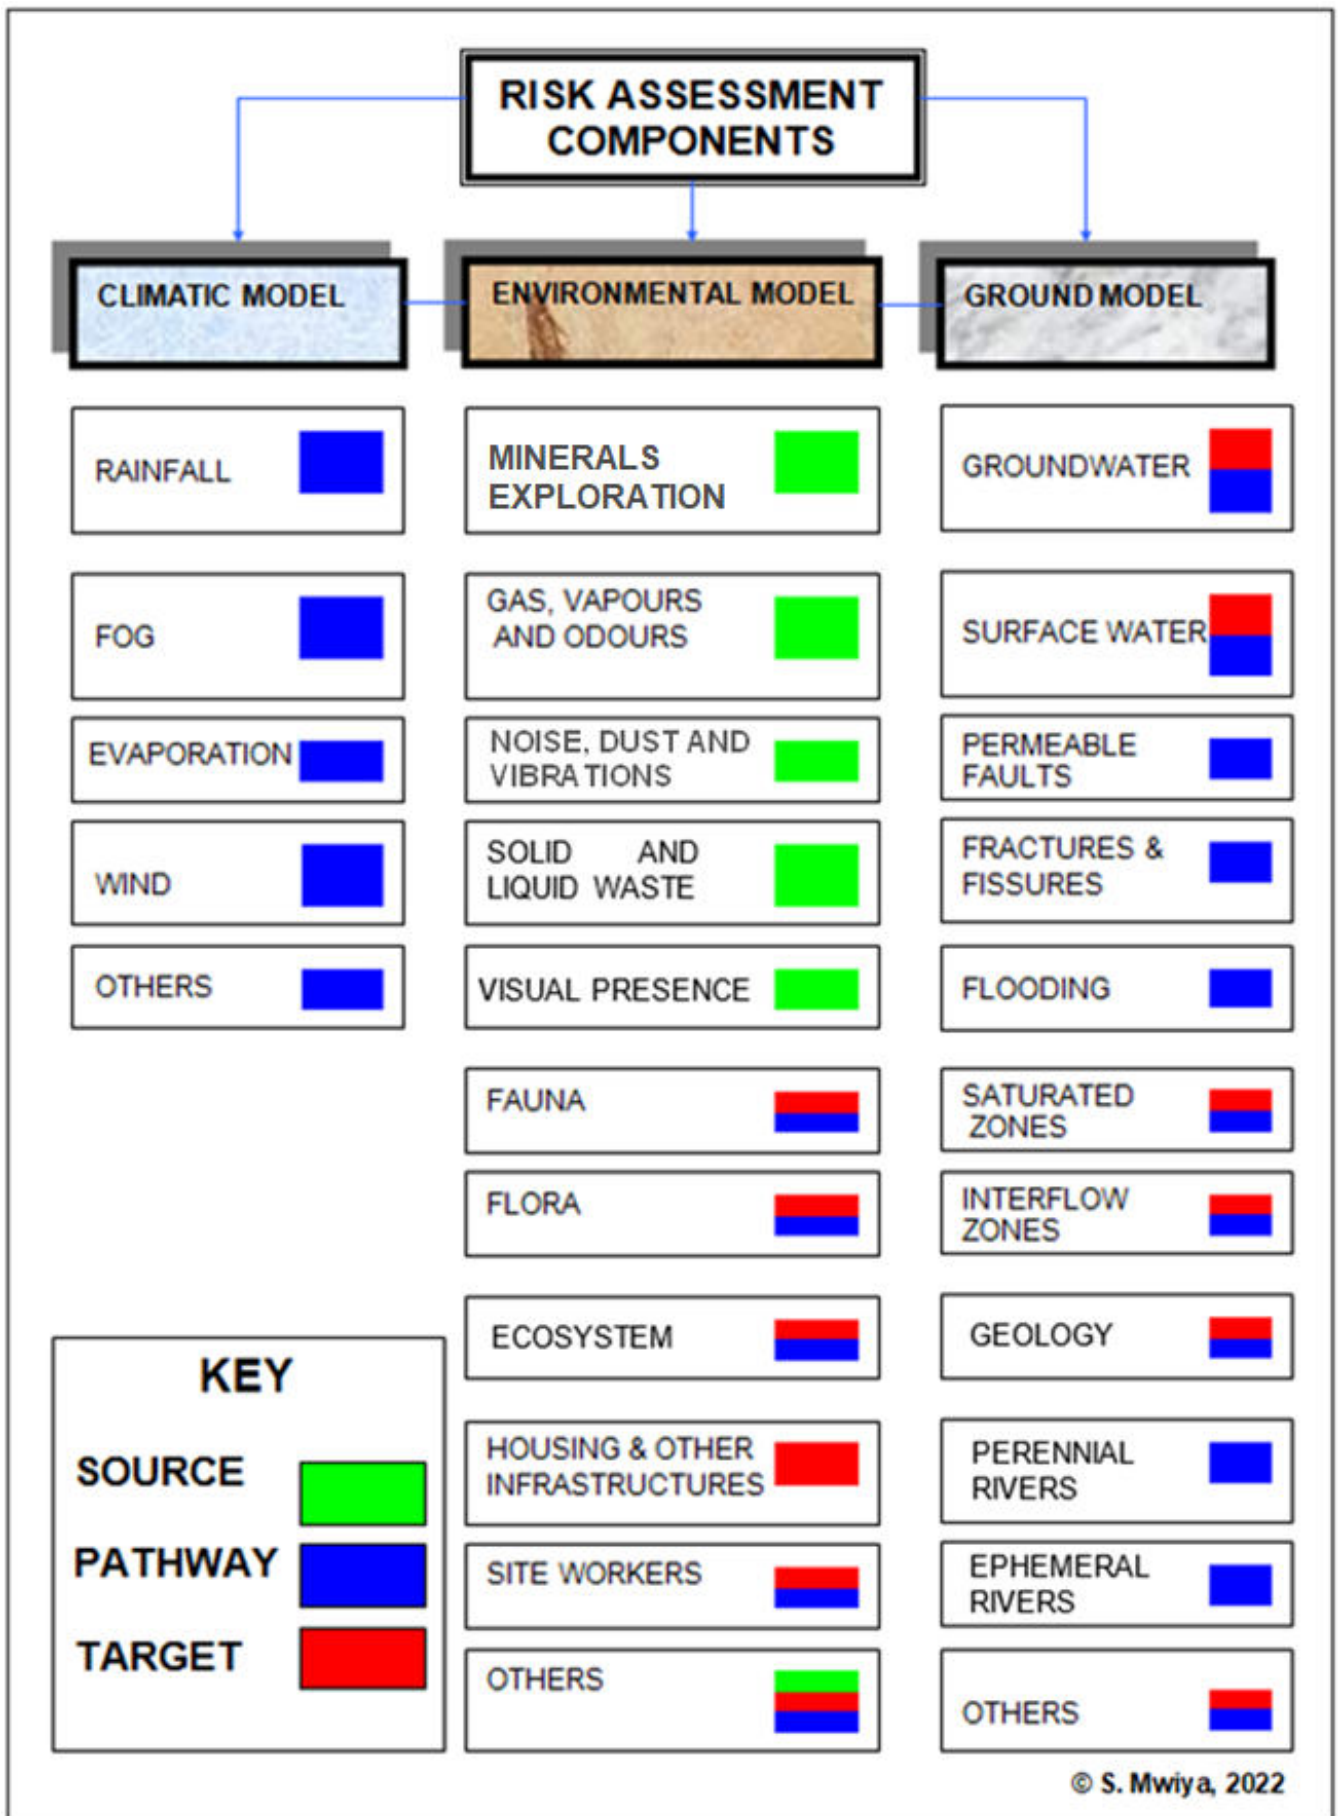 RISK ASSESSMENT
COMPONENTS
CLIMATIC MODEL
ENVIRONMENTAL MODEL
GROUND MODEL
RAINFALL
FOG
EVAPORATION
WIND
OTHERS
MINERALS
EXPLORATION
GAS, VAPOURS
AND ODOURS
NOISE, DUST AND
VIBRATIONS
SOLID AND
LIQUID WASTE
VISUAL PRESENCE
FAUNA
FLORA
ECOSYSTEM
HOUSING & OTHER
INFRASTRUCTURES
SITE WORKERS
OTHERS
GROUNDWATER
SURFACE WATER
PERMEABLE
FAULTS
FRACTURES &
FISSURES
FLOODING
SATURATED
ZONES
INTERFLOW
ZONES
GEOLOGY
PERENNIAL
RIVERS
EPHEMERAL
RIVERS
OTHERS
KEY
SOURCE
PATHWAY
TARGET
© S. Mwiya, 2022